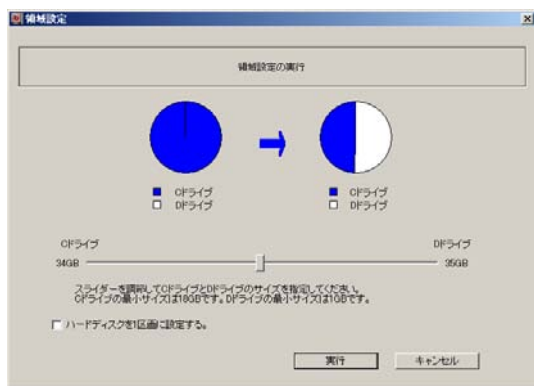 領域設定
領域設定の実行
Cドライブ
Dドライブ
Cドライブ
Dドライブ
Cドライブ
Dドライブ
34GB
35GB
スライダーを調節してCドライブとDドライブのサイズを指定してください。
Cドライブの最小サイズは18GBです。Dドライブの最小サイズは1GBです。
ハードディスクを1区画に設定する。
実行
キャンセル